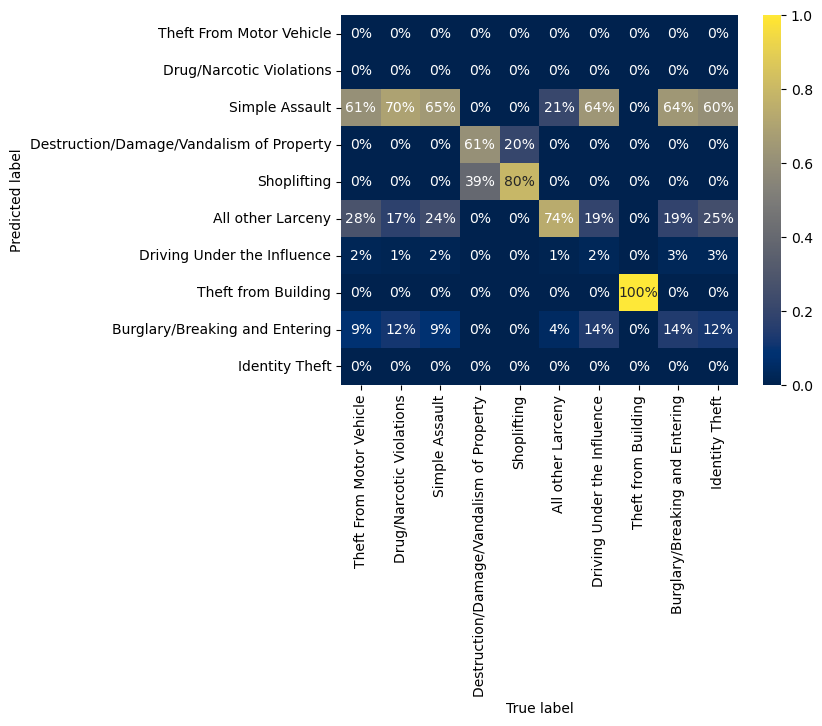 Predicted label
Theft From Motor Vehicle 0% 0% 0% 0% 0% 0% 0% 0% 0% 0%
Drug/Narcotic Violations 0% 0% 0% 0% 0% 0% 0% 0% 0% 0%
Simple Assault 61% 70% 65% 0% 0% 21% 64% 0% 64% 60%
Destruction/Damage/Vandalism of Property 0% 0% 0% 61% 20% 0% 0% 0% 0% 0%
Shoplifting 0% 0% 0% 39% 80% 0% 0% 0% 0% 0%
All other Larceny 28% 17% 24% 0% 0% 74% 19% 0% 19% 25%
Driving Under the Influence 2% 1% 2% 0% 0% 1% 2% 0% 3% 3%
Theft from Building 0% 0% 0% 0% 0% 0% 0% 100% 0% 0%
Burglary/Breaking and Entering 9% 12% 9% 0% 0% 4% 14% 0% 14% 12%
Identity Theft 0% 0% 0% 0% 0% 0% 0% 0% 0% 0%
Theft From Motor Vehicle
Drug/Narcotic Violations
Simple Assault
Destruction/Damage/Vandalism of Property
Shoplifting
All other Larceny
Driving Under the Influence
Theft from Building
Burglary/Breaking and Entering
Identity Theft
True label
1.0
0.8
0.6
0.4
0.2
0.0